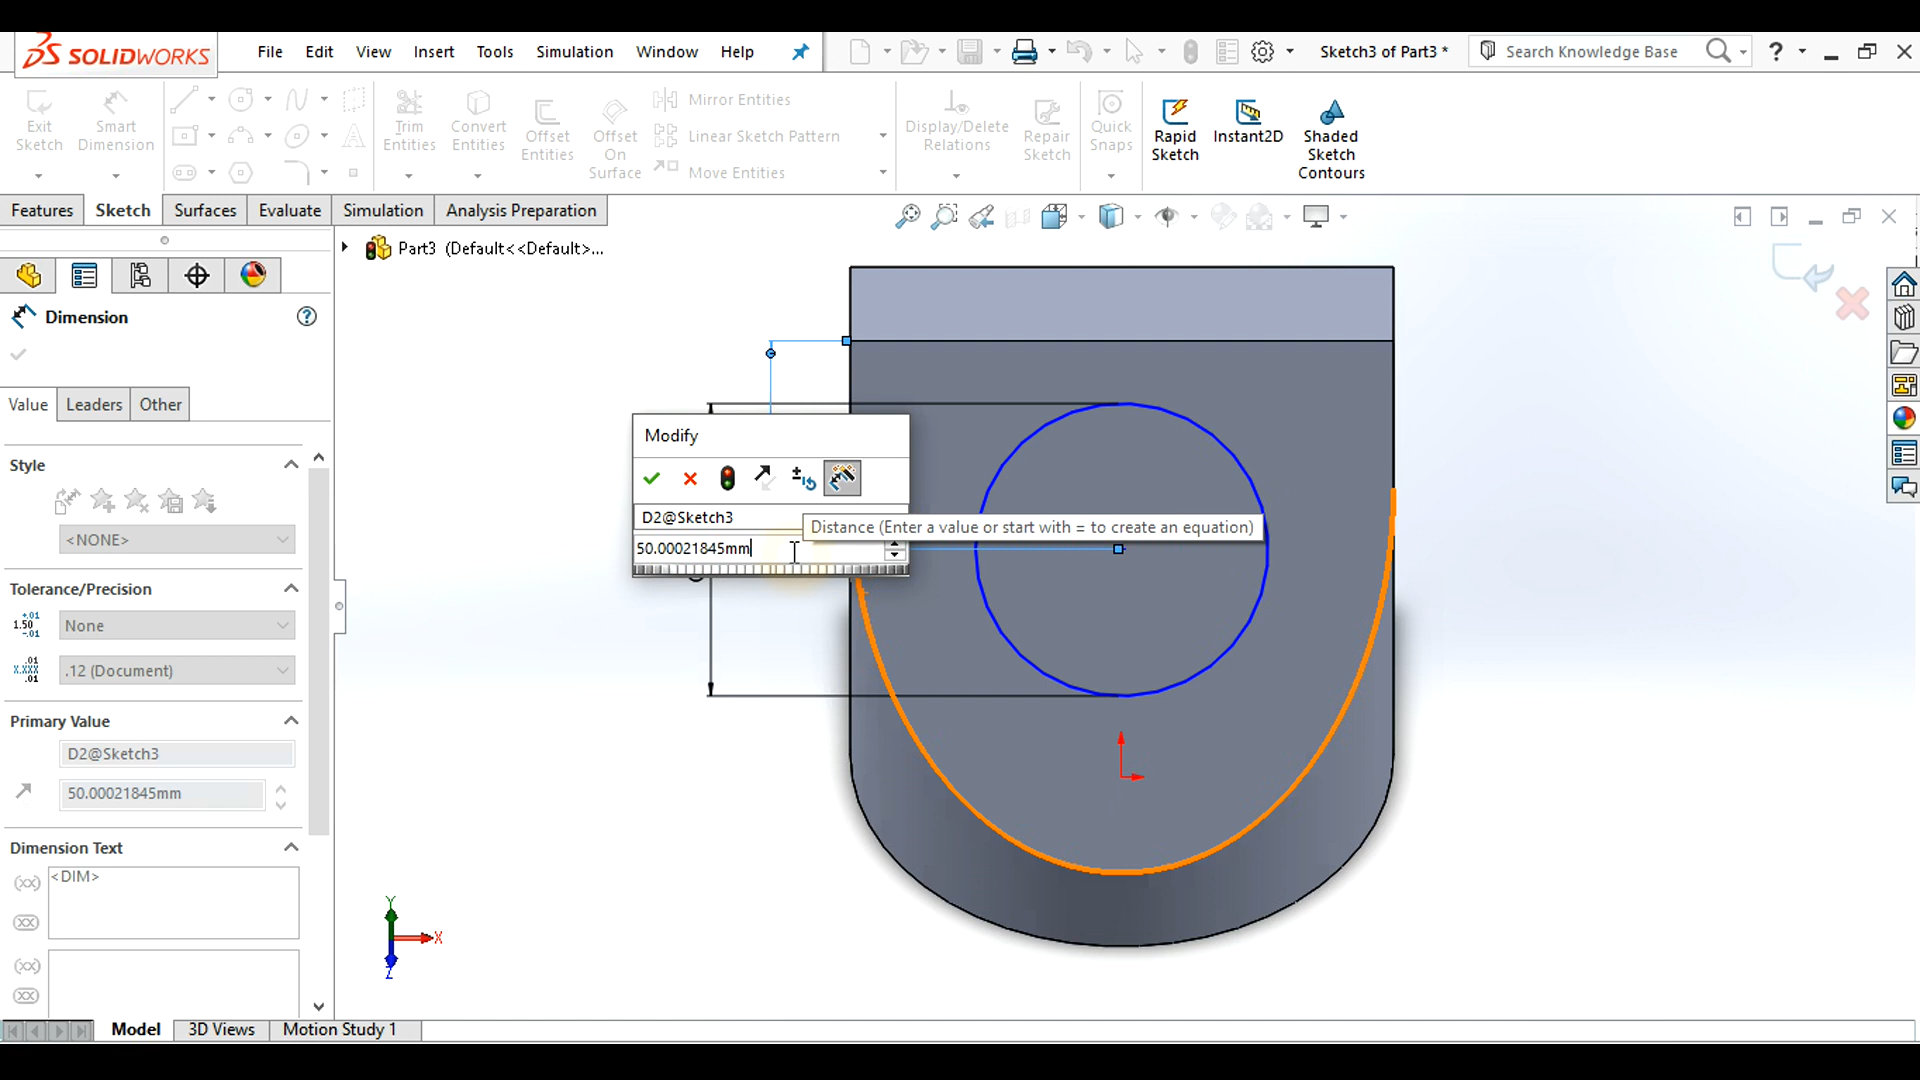 SOLIDWORKS File Edit View Insert Tools Simulation Window Help Sketch3 of Part3 * Search Knowledge Base ?
Exit Sketch
Smart Dimension
Trim Entities
Convert Entities
Offset Entities
Offset On Surface
Mirror Entities
Linear Sketch Pattern
Move Entities
Display/Delete Relations
Repair Sketch
Quick Snaps
Rapid Sketch
Instant2D
Shaded Sketch Contours
Features Sketch Surfaces Evaluate Simulation Analysis Preparation
Part3 (Default<<Default>...
Dimension
Value Leaders Other
Style
<NONE>
Tolerance/Precision
None
.12 (Document)
Primary Value
D2@Sketch3
50.00021845mm
Dimension Text
<DIM>
Modify
D2@Sketch3
Distance (Enter a value or start with = to create an equation)
50.00021845mm
Y
X
Z
Model 3D Views Motion Study 1